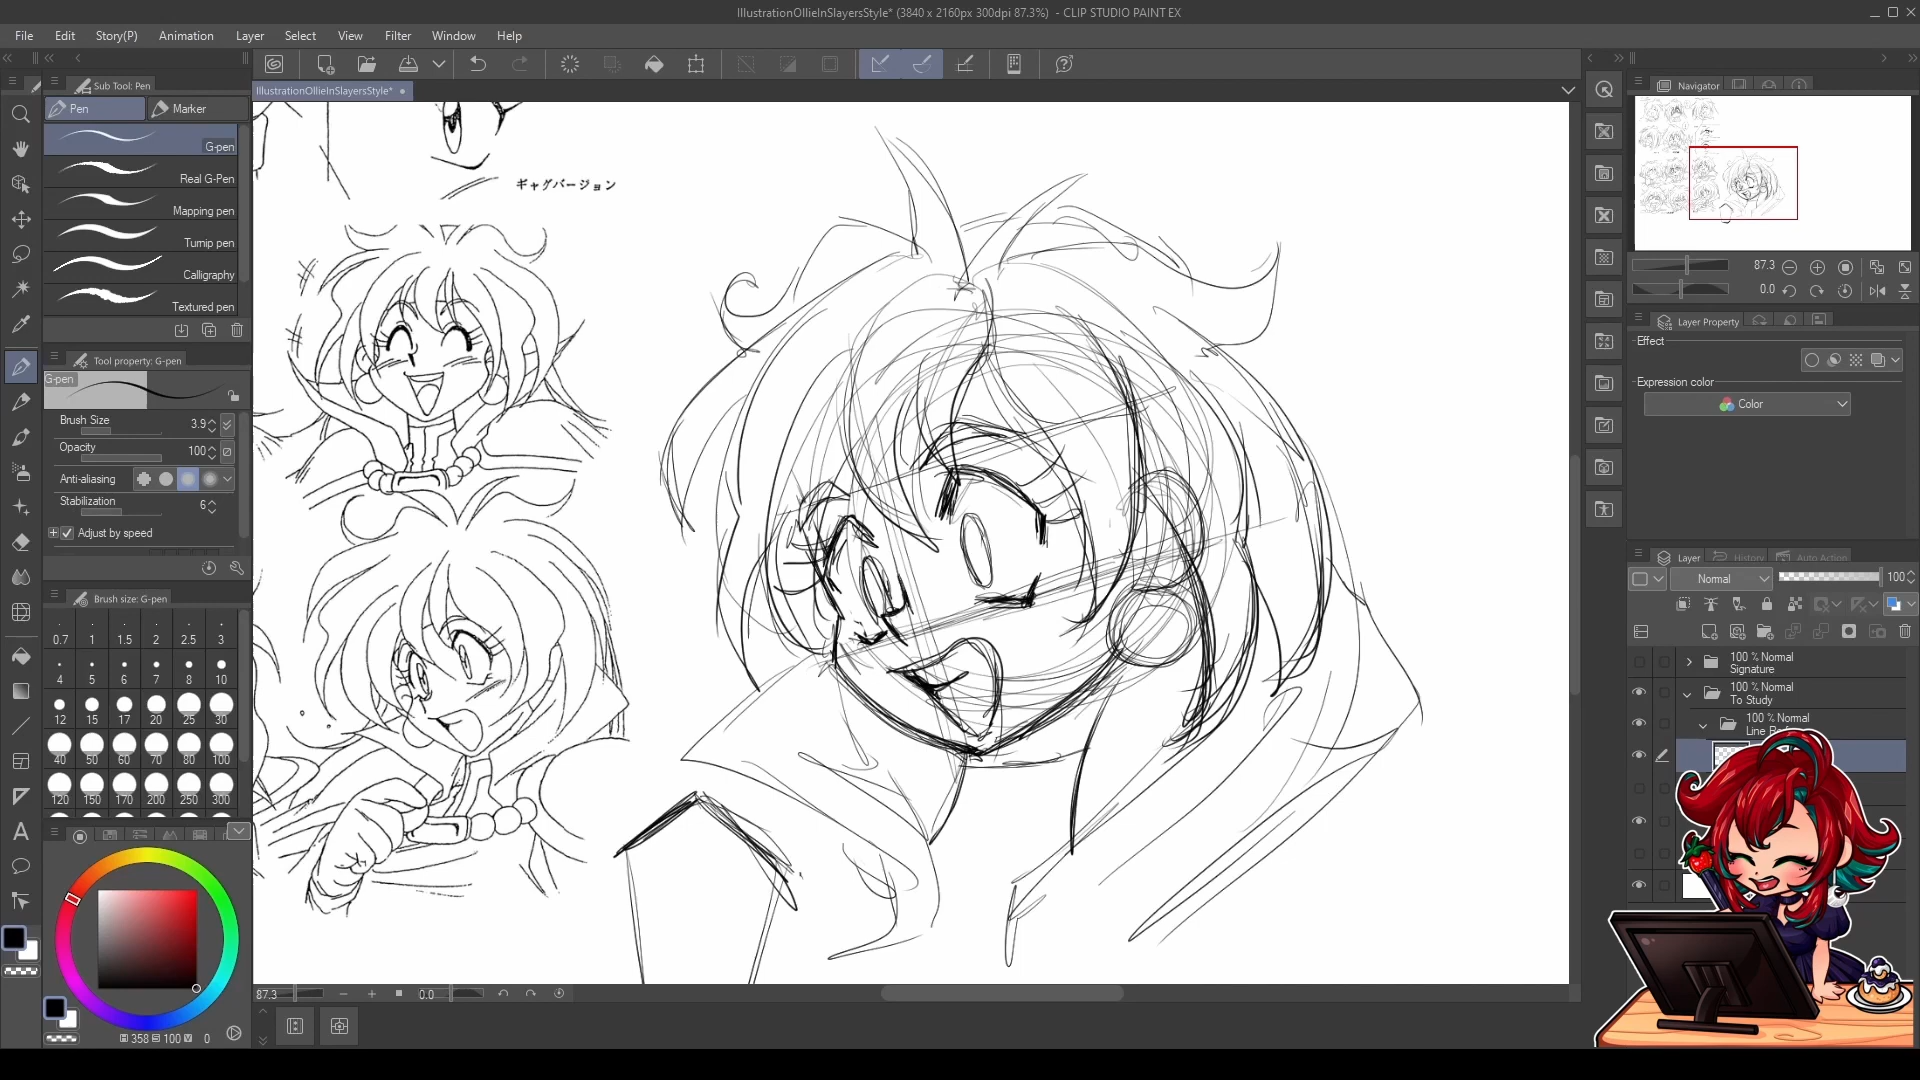 IllustrationOllieInSlayersStyle* (3840 x 2160px 300dpi 87.3%) - CLIP STUDIO PAINT EX
File Edit Story(P) Animation Layer Select View Filter Window Help
Sub Tool: Pen
Pen Marker
G-pen
Real G-Pen
Mapping pen
Turnip pen
Calligraphy
Textured pen
Tool property: G-pen
G-pen
Brush Size 3.9
Opacity 100
Anti-aliasing
Stabilization 6
Adjust by speed
Brush size: G-pen
0.7 1 1.5 2 2.5 3
4 5 6 7 8 10
12 15 17 20 25 30
40 50 60 70 80 100
120 150 170 200 250 300
358 100 0
IllustrationOllieInSlayersStyle*
ギャグバージョン
87.3 0.0
Navigator
87.3
0.0
Layer Property
Effect
Expression color
Color
Layer History Auto Action
Normal 100
100 % Normal
Signature
100 % Normal
To Study
100 % Normal